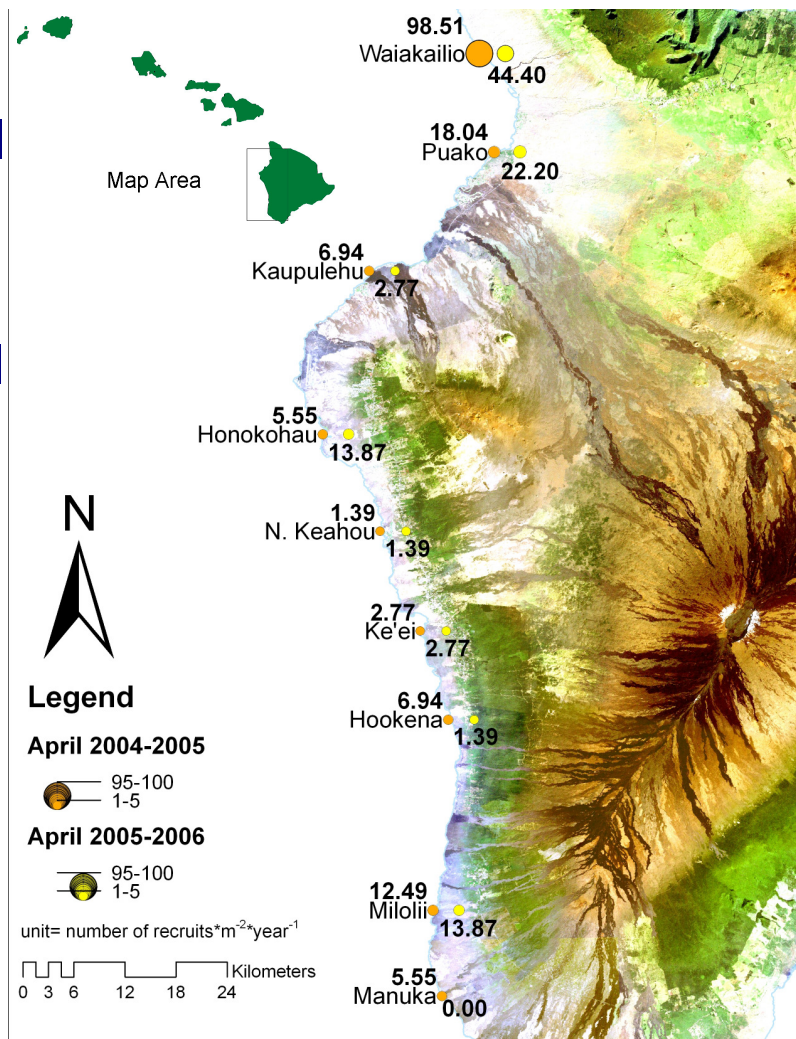 98.51
Waiakailio
44.40
18.04
Puako
22.20
Map Area
6.94
Kaupulehu
2.77
5.55
Honokohau
13.87
N
1.39
N. Keahou
1.39
2.77
Ke'ei
2.77
Legend
6.94
Hookena
1.39
April 2004-2005
95-100
1-5
April 2005-2006
95-100
1-5
12.49
Milolii
13.87
unit= number of recruits*m⁻²*year⁻¹
Kilometers
0 3 6 12 18 24
5.55
Manuka
0.00